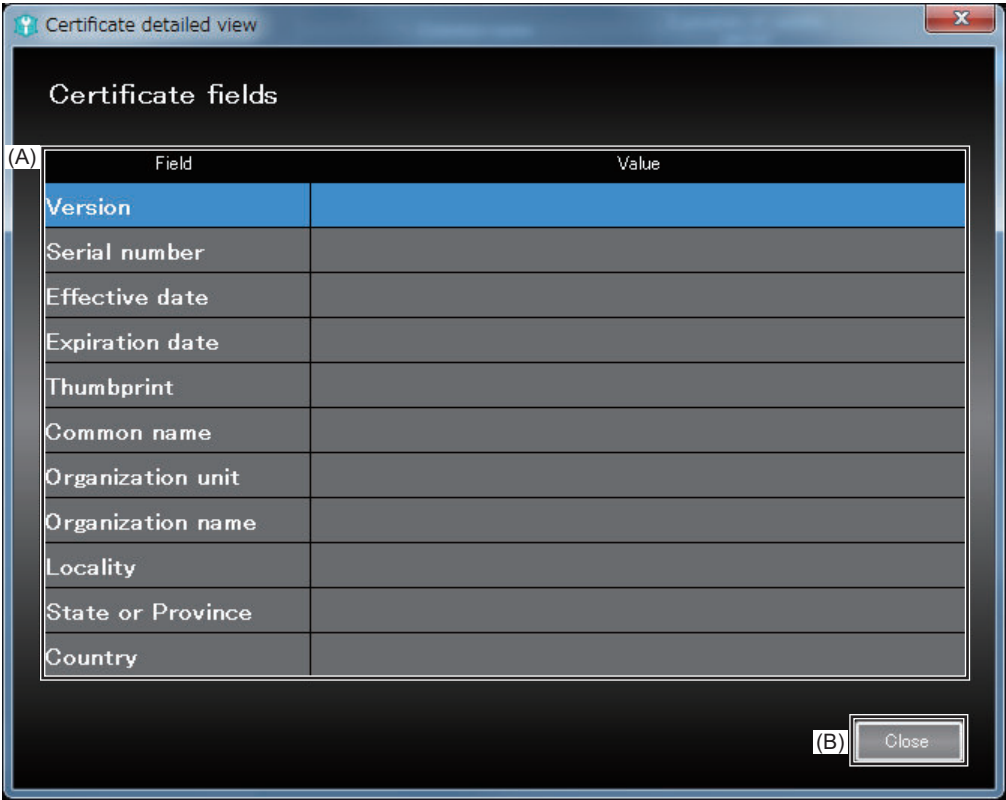 Certificate detailed view
Certificate fields
(A)
Field Value
Version
Serial number
Effective date
Expiration date
Thumbprint
Common name
Organization unit
Organization name
Locality
State or Province
Country
(B) Close